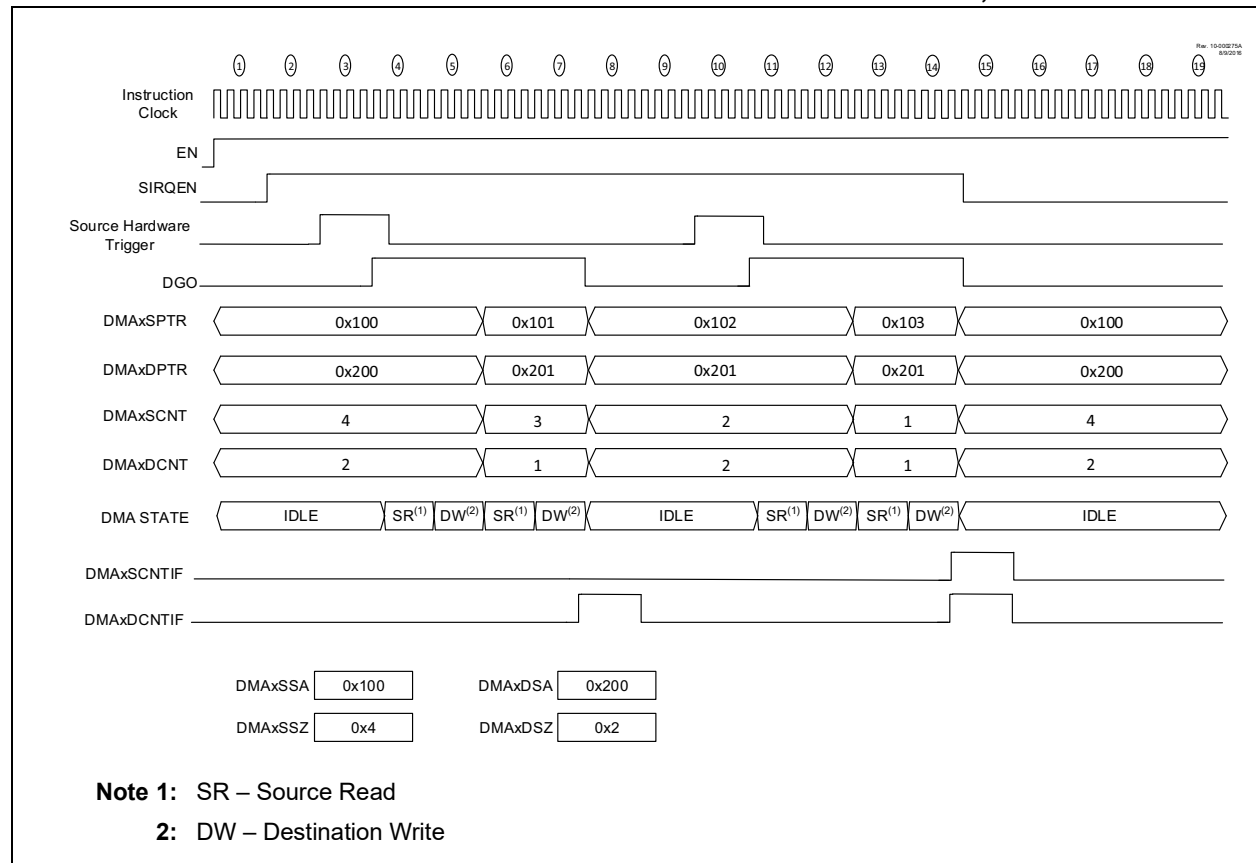 Rev. 10-000275A
8/9/2016
1 2 3 4 5 6 7 8 9 10 11 12 13 14 15 16 17 18 19
Instruction
Clock
EN
SIRQEN
Source Hardware
Trigger
DGO
DMAxSPTR 0x100 0x101 0x102 0x103 0x100
DMAxDPTR 0x200 0x201 0x201 0x201 0x200
DMAxSCNT 4 3 2 1 4
DMAxDCNT 2 1 2 1 2
DMA STATE IDLE SR(1) DW(2) SR(1) DW(2) IDLE SR(1) DW(2) SR(1) DW(2) IDLE
DMAxSCNTIF
DMAxDCNTIF
DMAxSSA 0x100 DMAxDSA 0x200
DMAxSSZ 0x4 DMAxDSZ 0x2
Note 1: SR – Source Read
2: DW – Destination Write